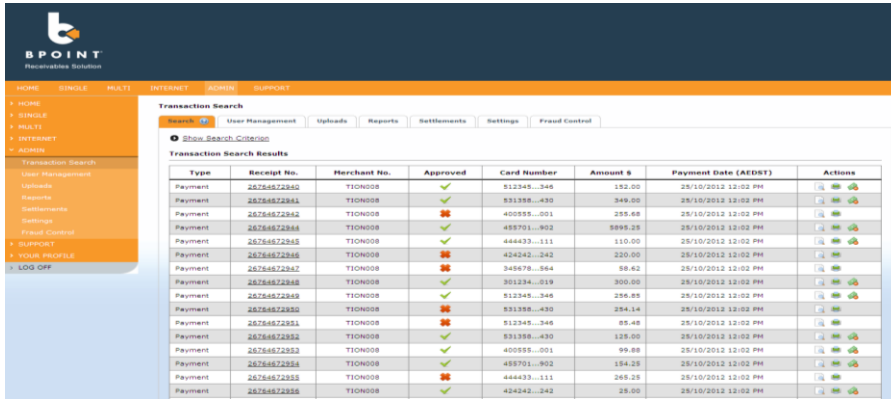 BPOINT
Receivables Solution
HOME SINGLE MULTI INTERNET ADMIN SUPPORT
HOME
SINGLE
MULTI
INTERNET
ADMIN
Transaction Search
User Management
Uploads
Reports
Settlements
Settings
Fraud Control
SUPPORT
YOUR PROFILE
LOG OFF
Transaction Search
Search User Management Uploads Reports Settlements Settings Fraud Control
Show Search Criterion
Transaction Search Results
Type Receipt No. Merchant No. Approved Card Number Amount $ Payment Date (AEDST) Actions
Payment 26764672940 TION008 512345...346 152.00 25/10/2012 12:02 PM
Payment 26764672941 TION008 531358...430 349.00 25/10/2012 12:02 PM
Payment 26764672942 TION008 400555...001 255.68 25/10/2012 12:02 PM
Payment 26764672944 TION008 455701...902 5895.25 25/10/2012 12:02 PM
Payment 26764672945 TION008 444433...111 110.00 25/10/2012 12:02 PM
Payment 26764672946 TION008 424242...242 220.00 25/10/2012 12:02 PM
Payment 26764672947 TION008 345678...564 58.62 25/10/2012 12:02 PM
Payment 26764672948 TION008 301234...019 300.00 25/10/2012 12:02 PM
Payment 26764672949 TION008 512345...346 256.85 25/10/2012 12:02 PM
Payment 26764672950 TION008 531358...430 254.14 25/10/2012 12:02 PM
Payment 26764672951 TION008 512345...346 85.48 25/10/2012 12:02 PM
Payment 26764672952 TION008 531358...430 125.00 25/10/2012 12:02 PM
Payment 26764672953 TION008 400555...001 99.88 25/10/2012 12:02 PM
Payment 26764672954 TION008 455701...902 154.25 25/10/2012 12:02 PM
Payment 26764672955 TION008 444433...111 265.25 25/10/2012 12:02 PM
Payment 26764672956 TION008 424242...242 25.00 25/10/2012 12:02 PM